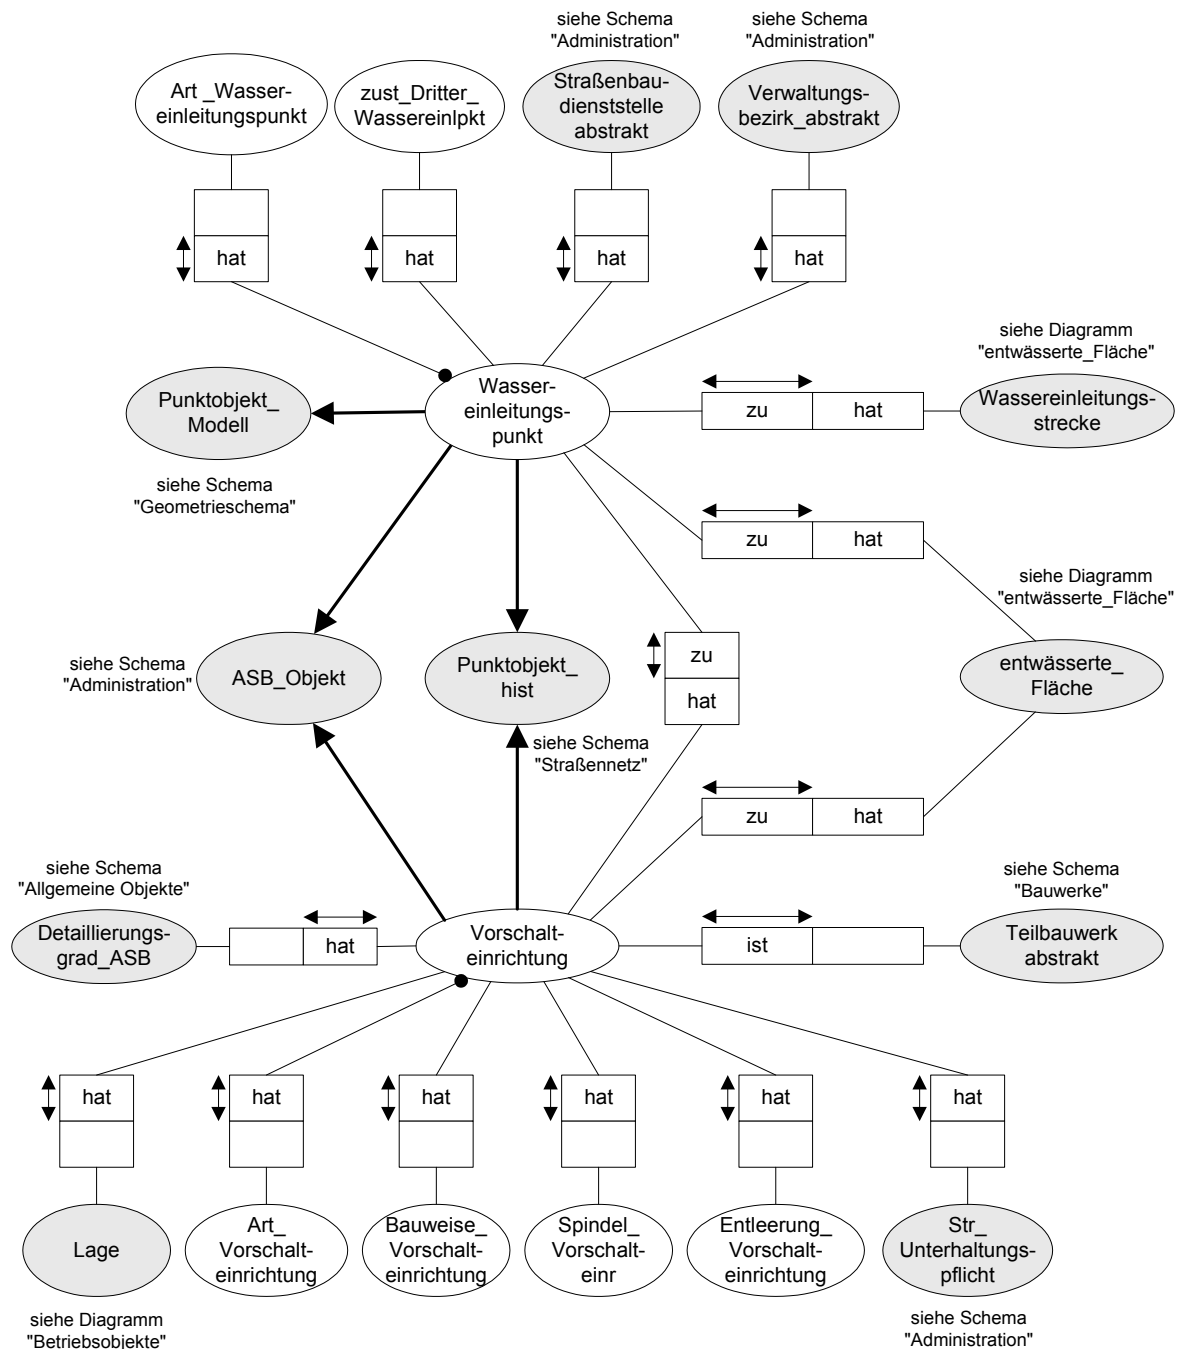 siehe Schema
"Administration"
siehe Schema
"Administration"
Art _Wasser-
einleitungspunkt
zust_Dritter_
Wassereinlpkt
Straßenbau-
dienststelle
abstrakt
Verwaltungs-
bezirk_abstrakt
hat
hat
hat
hat
siehe Diagramm
"entwässerte_Fläche"
Punktobjekt_
Modell
Wasser-
einleitungs-
punkt
zu
hat
Wassereinleitungs-
strecke
siehe Schema
"Geometrieschema"
zu
hat
siehe Diagramm
"entwässerte_Fläche"
siehe Schema
"Administration"
ASB_Objekt
Punktobjekt_
hist
zu
hat
entwässerte_
Fläche
siehe Schema
"Straßennetz"
zu
hat
siehe Schema
"Allgemeine Objekte"
siehe Schema
"Bauwerke"
Detaillierungs-
grad_ASB
hat
Vorschalt-
einrichtung
ist
Teilbauwerk
abstrakt
hat
hat
hat
hat
hat
hat
Lage
Art_
Vorschalt-
einrichtung
Bauweise_
Vorschalt-
einrichtung
Spindel_
Vorschalt-
einr
Entleerung_
Vorschalt-
einrichtung
Str_
Unterhaltungs-
pflicht
siehe Diagramm
"Betriebsobjekte"
siehe Schema
"Administration"